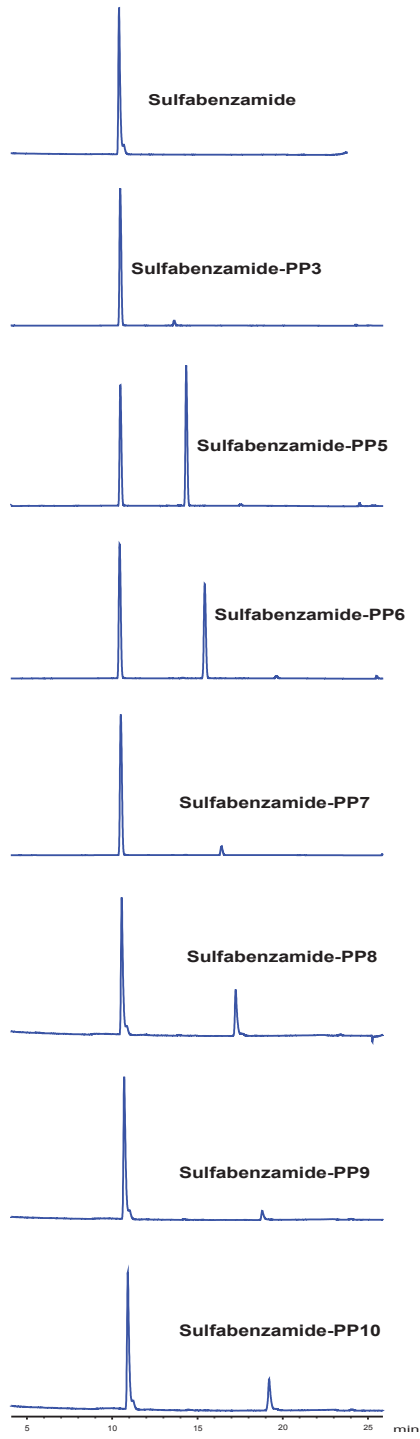 Sulfabenzamide
Sulfabenzamide-PP3
Sulfabenzamide-PP5
Sulfabenzamide-PP6
Sulfabenzamide-PP7
Sulfabenzamide-PP8
Sulfabenzamide-PP9
Sulfabenzamide-PP10
5 10 15 20 25 min